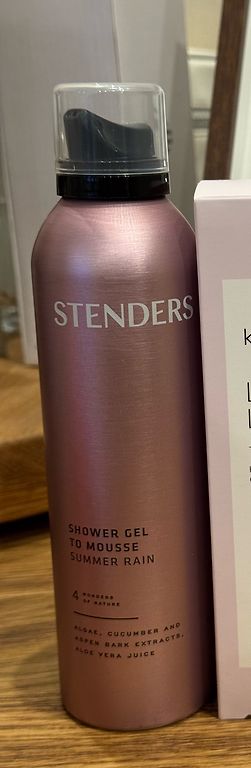 STENDERS
SHOWER GEL
TO MOUSSE
SUMMER RAIN
4 WONDERS
OF NATURE
ALGAE, CUCUMBER AND
ASPEN BARK EXTRACTS,
ALOE VERA JUICE
k
L